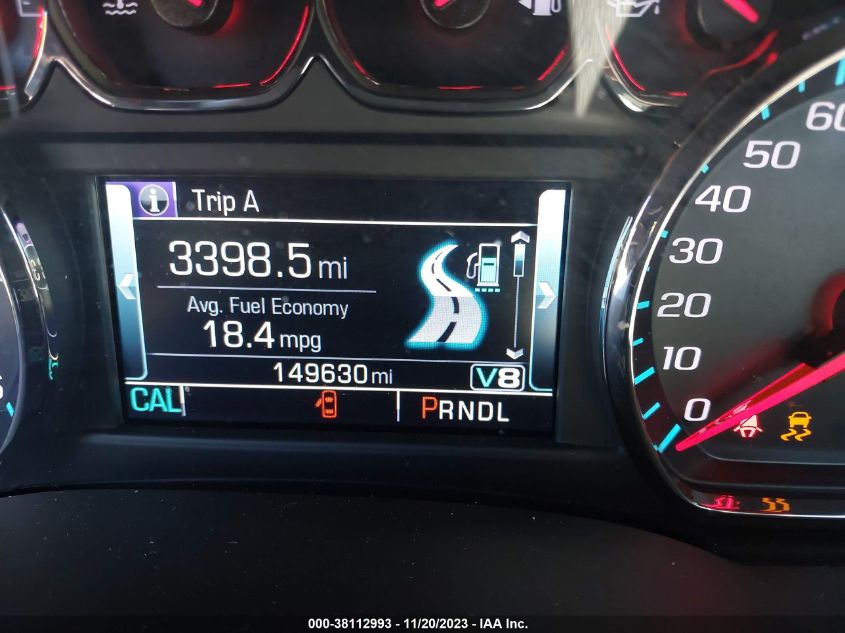 60
50
40
30
20
10
0
Trip A
3398.5 mi
Avg. Fuel Economy
18.4 mpg
149630 mi
V8
CAL
PRNDL
000-38112993 - 11/20/2023 - IAA Inc.